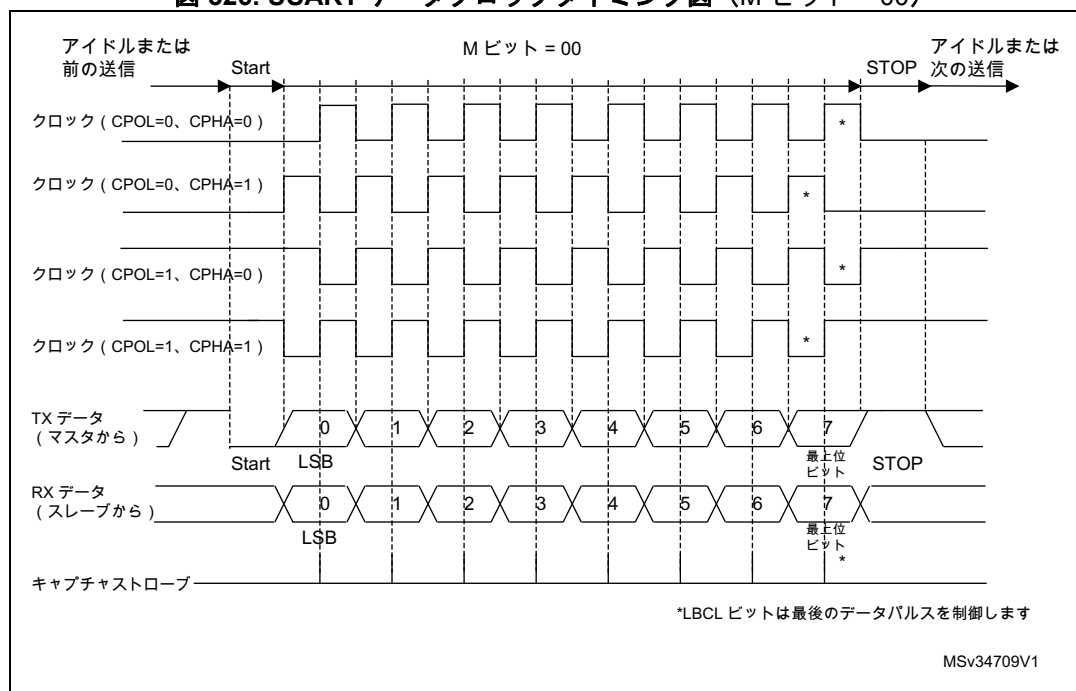 アイドルまたは
前の送信
Start
M ビット = 00
STOP
アイドルまたは
次の送信
クロック ( CPOL=0、CPHA=0 )
*
クロック ( CPOL=0、CPHA=1 )
*
クロック ( CPOL=1、CPHA=0 )
*
クロック ( CPOL=1、CPHA=1 )
*
TX データ
( マスタから )
0 1 2 3 4 5 6 7
Start
LSB
最上位
ビット
STOP
RX データ
( スレーブから )
0 1 2 3 4 5 6 7
LSB
最上位
ビット
*
キャプチャストローブ
*LBCL ビットは最後のデータパルスを制御します
MSv34709V1